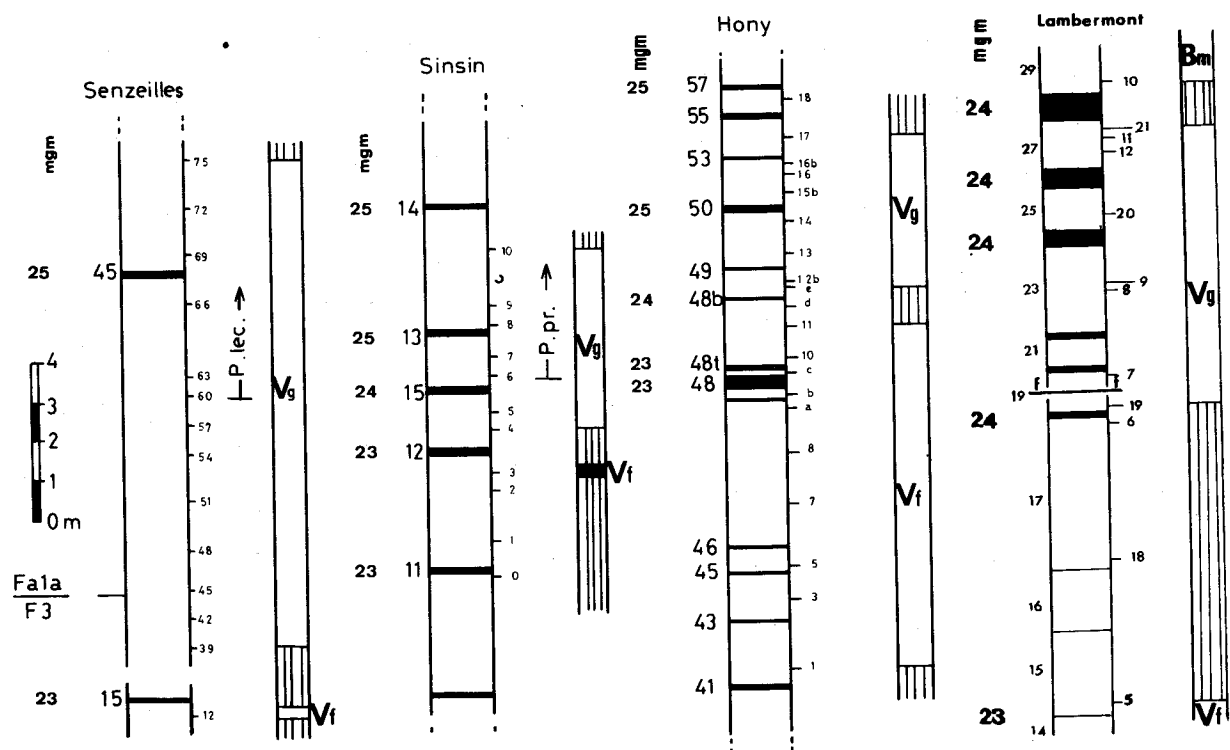 Senzeilles
mgm
75
72
69
25 45
66
P.lec. →
63
60
57
54
51
48
45
42
39
23 15
12
4
3
2
1
0 m
Fa1a
F3
Vg
Vf
Sinsin
mgm
25 14
10
9
8
25 13
7
6
24 15
5
4
23 12
3
2
1
23 11
0
P.pr. →
Vg
Vf
Hony
mgm
25 57
18
55
17
53
16b
16
15b
25 50
14
13
49
12b
e
24 48b
d
11
10
23 48t
c
23 48
b
a
8
7
46
5
45
3
43
1
41
Vg
Vf
Lambermont
mgm
29
10
24
21
11
27
12
24
25
20
24
9
23
8
21
7
f f
19
19
6
24
17
18
16
15
5
23
14
Bm
Vg
Vf